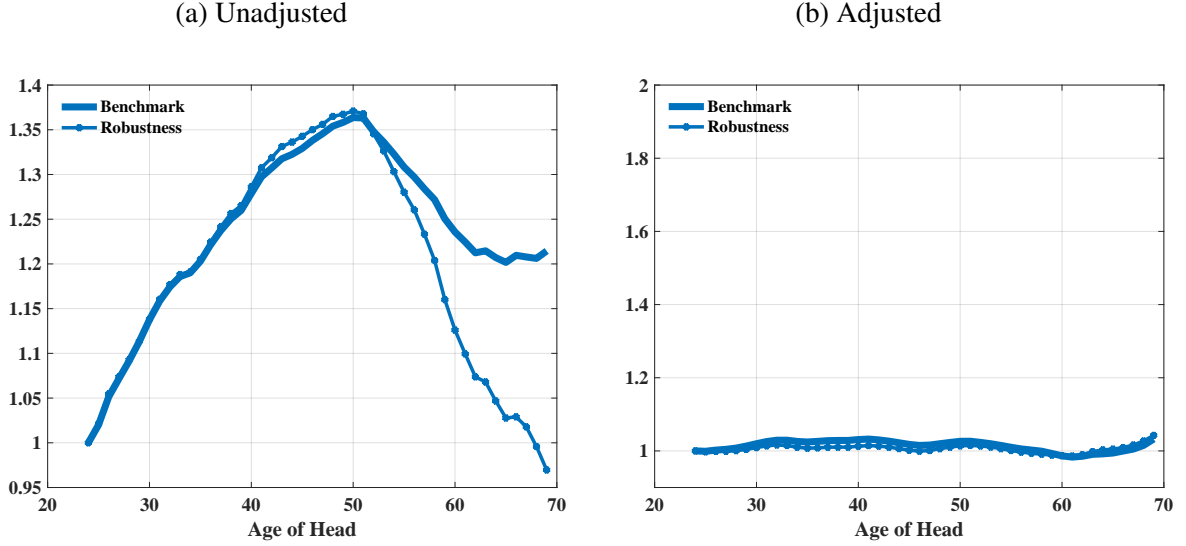 (a) Unadjusted
1.4
1.35
1.3
1.25
1.2
1.15
1.1
1.05
1
0.95
20 30 40 50 60 70
Age of Head
Benchmark
Robustness
(b) Adjusted
2
1.8
1.6
1.4
1.2
1
20 30 40 50 60 70
Age of Head
Benchmark
Robustness